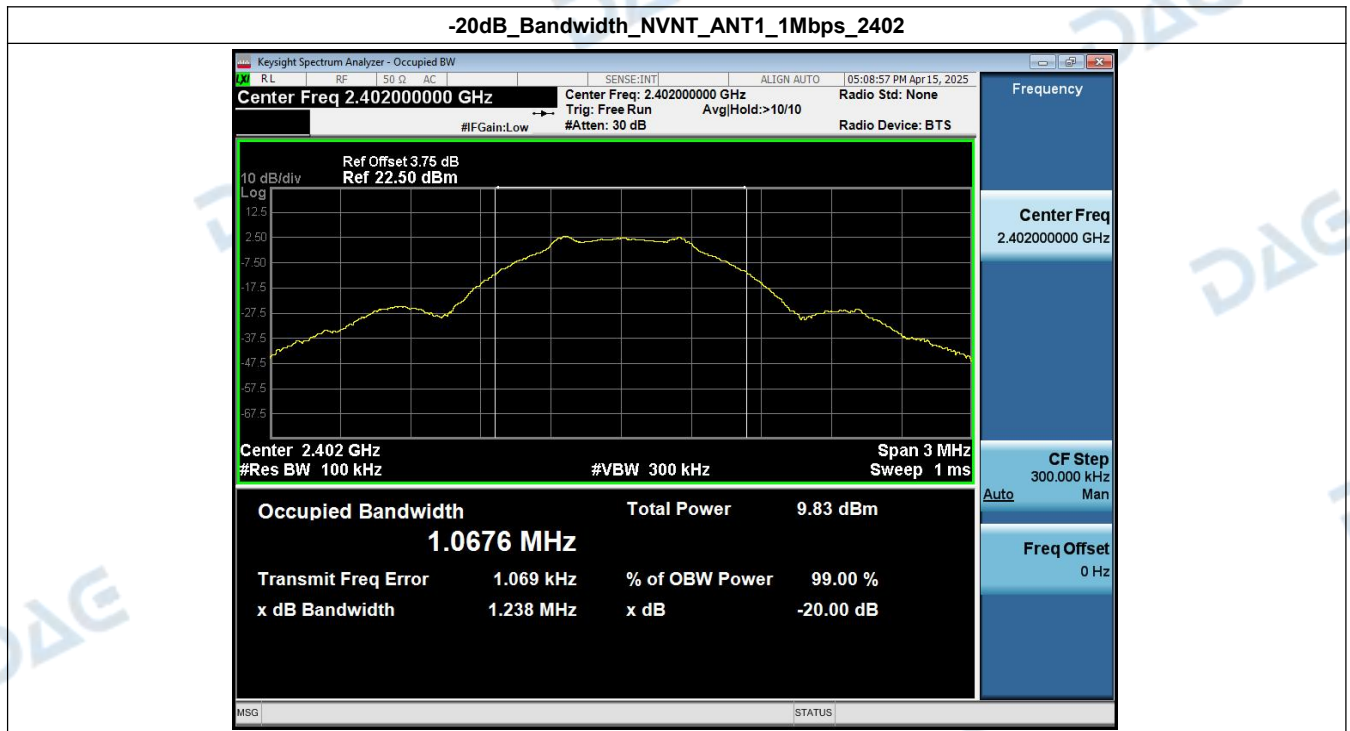 -20dB_Bandwidth_NVNT_ANT1_1Mbps_2402
Keysight Spectrum Analyzer - Occupied BW
LXI RL RF 50 Ω AC SENSE:INT ALIGN AUTO 05:08:57 PM Apr 15, 2025
Center Freq 2.402000000 GHz
Center Freq: 2.402000000 GHz
Radio Std: None
Trig: Free Run Avg|Hold:>10/10
#IFGain:Low #Atten: 30 dB Radio Device: BTS
Frequency
Ref Offset 3.75 dB
10 dB/div Ref 22.50 dBm
Log
12.5
2.50
-7.50
-17.5
-27.5
-37.5
-47.5
-57.5
-67.5
Center Freq
2.402000000 GHz
Center 2.402 GHz Span 3 MHz
#Res BW 100 kHz #VBW 300 kHz Sweep 1 ms
CF Step
300.000 kHz
Auto Man
Occupied Bandwidth Total Power 9.83 dBm
1.0676 MHz
Transmit Freq Error 1.069 kHz % of OBW Power 99.00 %
x dB Bandwidth 1.238 MHz x dB -20.00 dB
Freq Offset
0 Hz
MSG STATUS
DAG
DAG